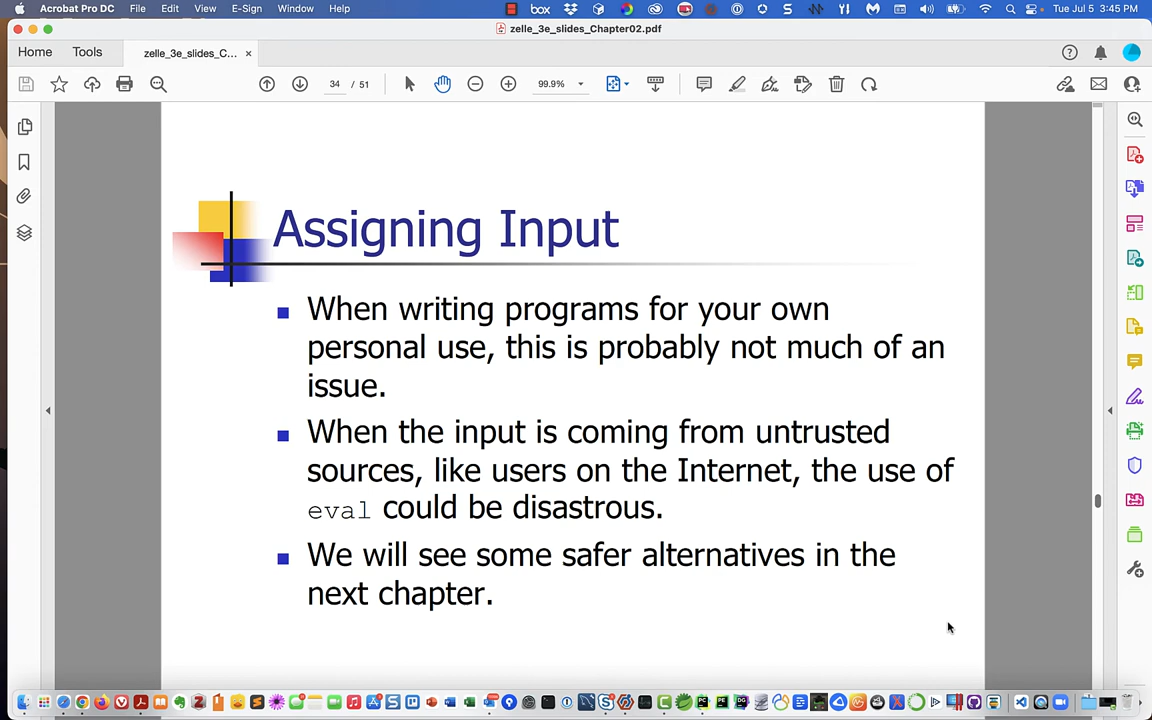 Acrobat Pro DC File Edit View E-Sign Window Help box Tue Jul 5 3:45 PM
zelle_3e_slides_Chapter02.pdf
Home Tools zelle_3e_slides_C... ×
34 / 51 99.9%
Assigning Input
When writing programs for your own
personal use, this is probably not much of an
issue.
When the input is coming from untrusted
sources, like users on the Internet, the use of
eval could be disastrous.
We will see some safer alternatives in the
next chapter.